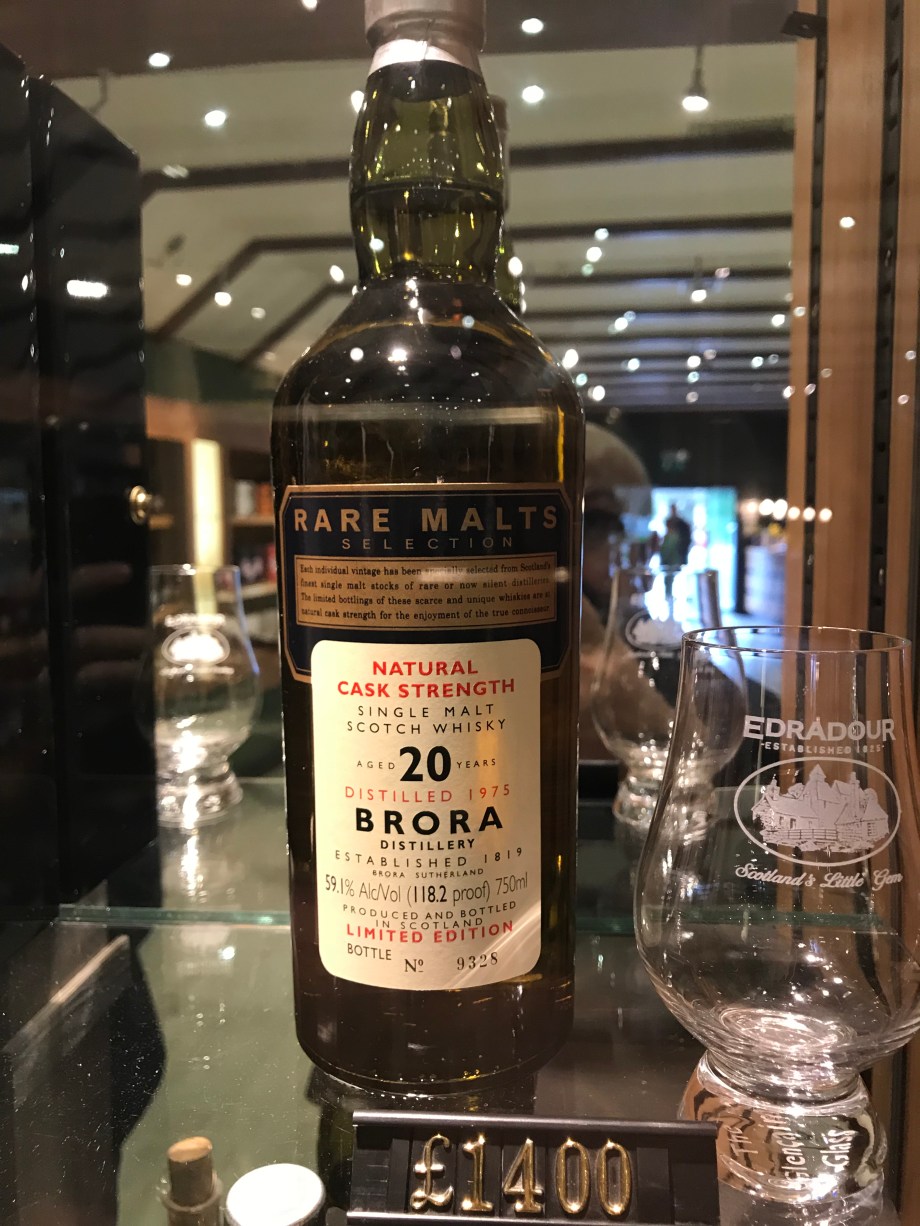 RARE MALTS
SELECTION
Each individual vintage has been specially selected from Scotland's
finest single malt stocks of rare or now silent distilleries.
The limited bottlings of these scarce and unique whiskies are at
natural cask strength for the enjoyment of the true connoisseur.
NATURAL
CASK STRENGTH
SINGLE MALT
SCOTCH WHISKY
AGED 20 YEARS
DISTILLED 1975
BRORA
DISTILLERY
ESTABLISHED 1819
BRORA SUTHERLAND
59.1% Alc/Vol (118.2 proof) 750ml
PRODUCED AND BOTTLED
IN SCOTLAND
LIMITED EDITION
BOTTLE Nº 9328
EDRADOUR
-ESTABLISHED 1825-
Scotland's Little Gem
The
Glencairn
Glass
£1400